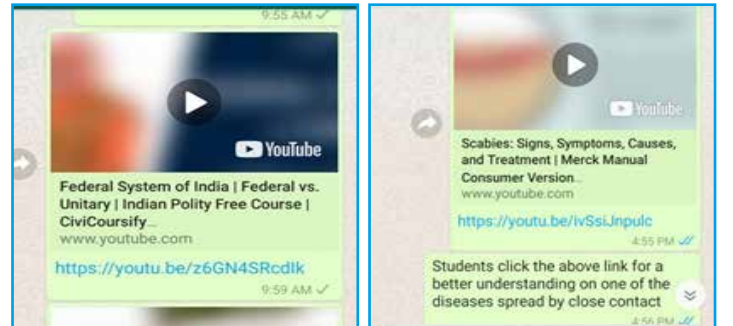 9:55 AM
YouTube
Federal System of India | Federal vs.
Unitary | Indian Polity Free Course |
CiviCoursify...
www.youtube.com
https://youtu.be/z6GN4SRcdIk
9:59 AM
YouTube
Scabies: Signs, Symptoms, Causes,
and Treatment | Merck Manual
Consumer Version...
www.youtube.com
https://youtu.be/ivSsiJnpulc
4:55 PM
Students click the above link for a
better understanding on one of the
diseases spread by close contact
4:56 PM